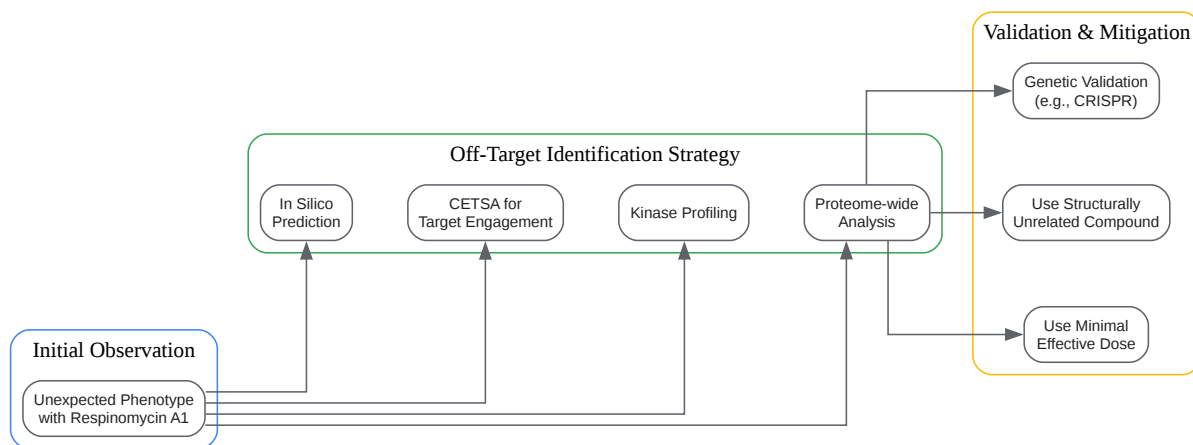 Validation & Mitigation
Genetic Validation
(e.g., CRISPR)
Off-Target Identification Strategy
In Silico
Prediction
CETSA for
Target Engagement
Kinase Profiling
Proteome-wide
Analysis
Use Structurally
Unrelated Compound
Use Minimal
Effective Dose
Initial Observation
Unexpected Phenotype
with Respinomycin A1